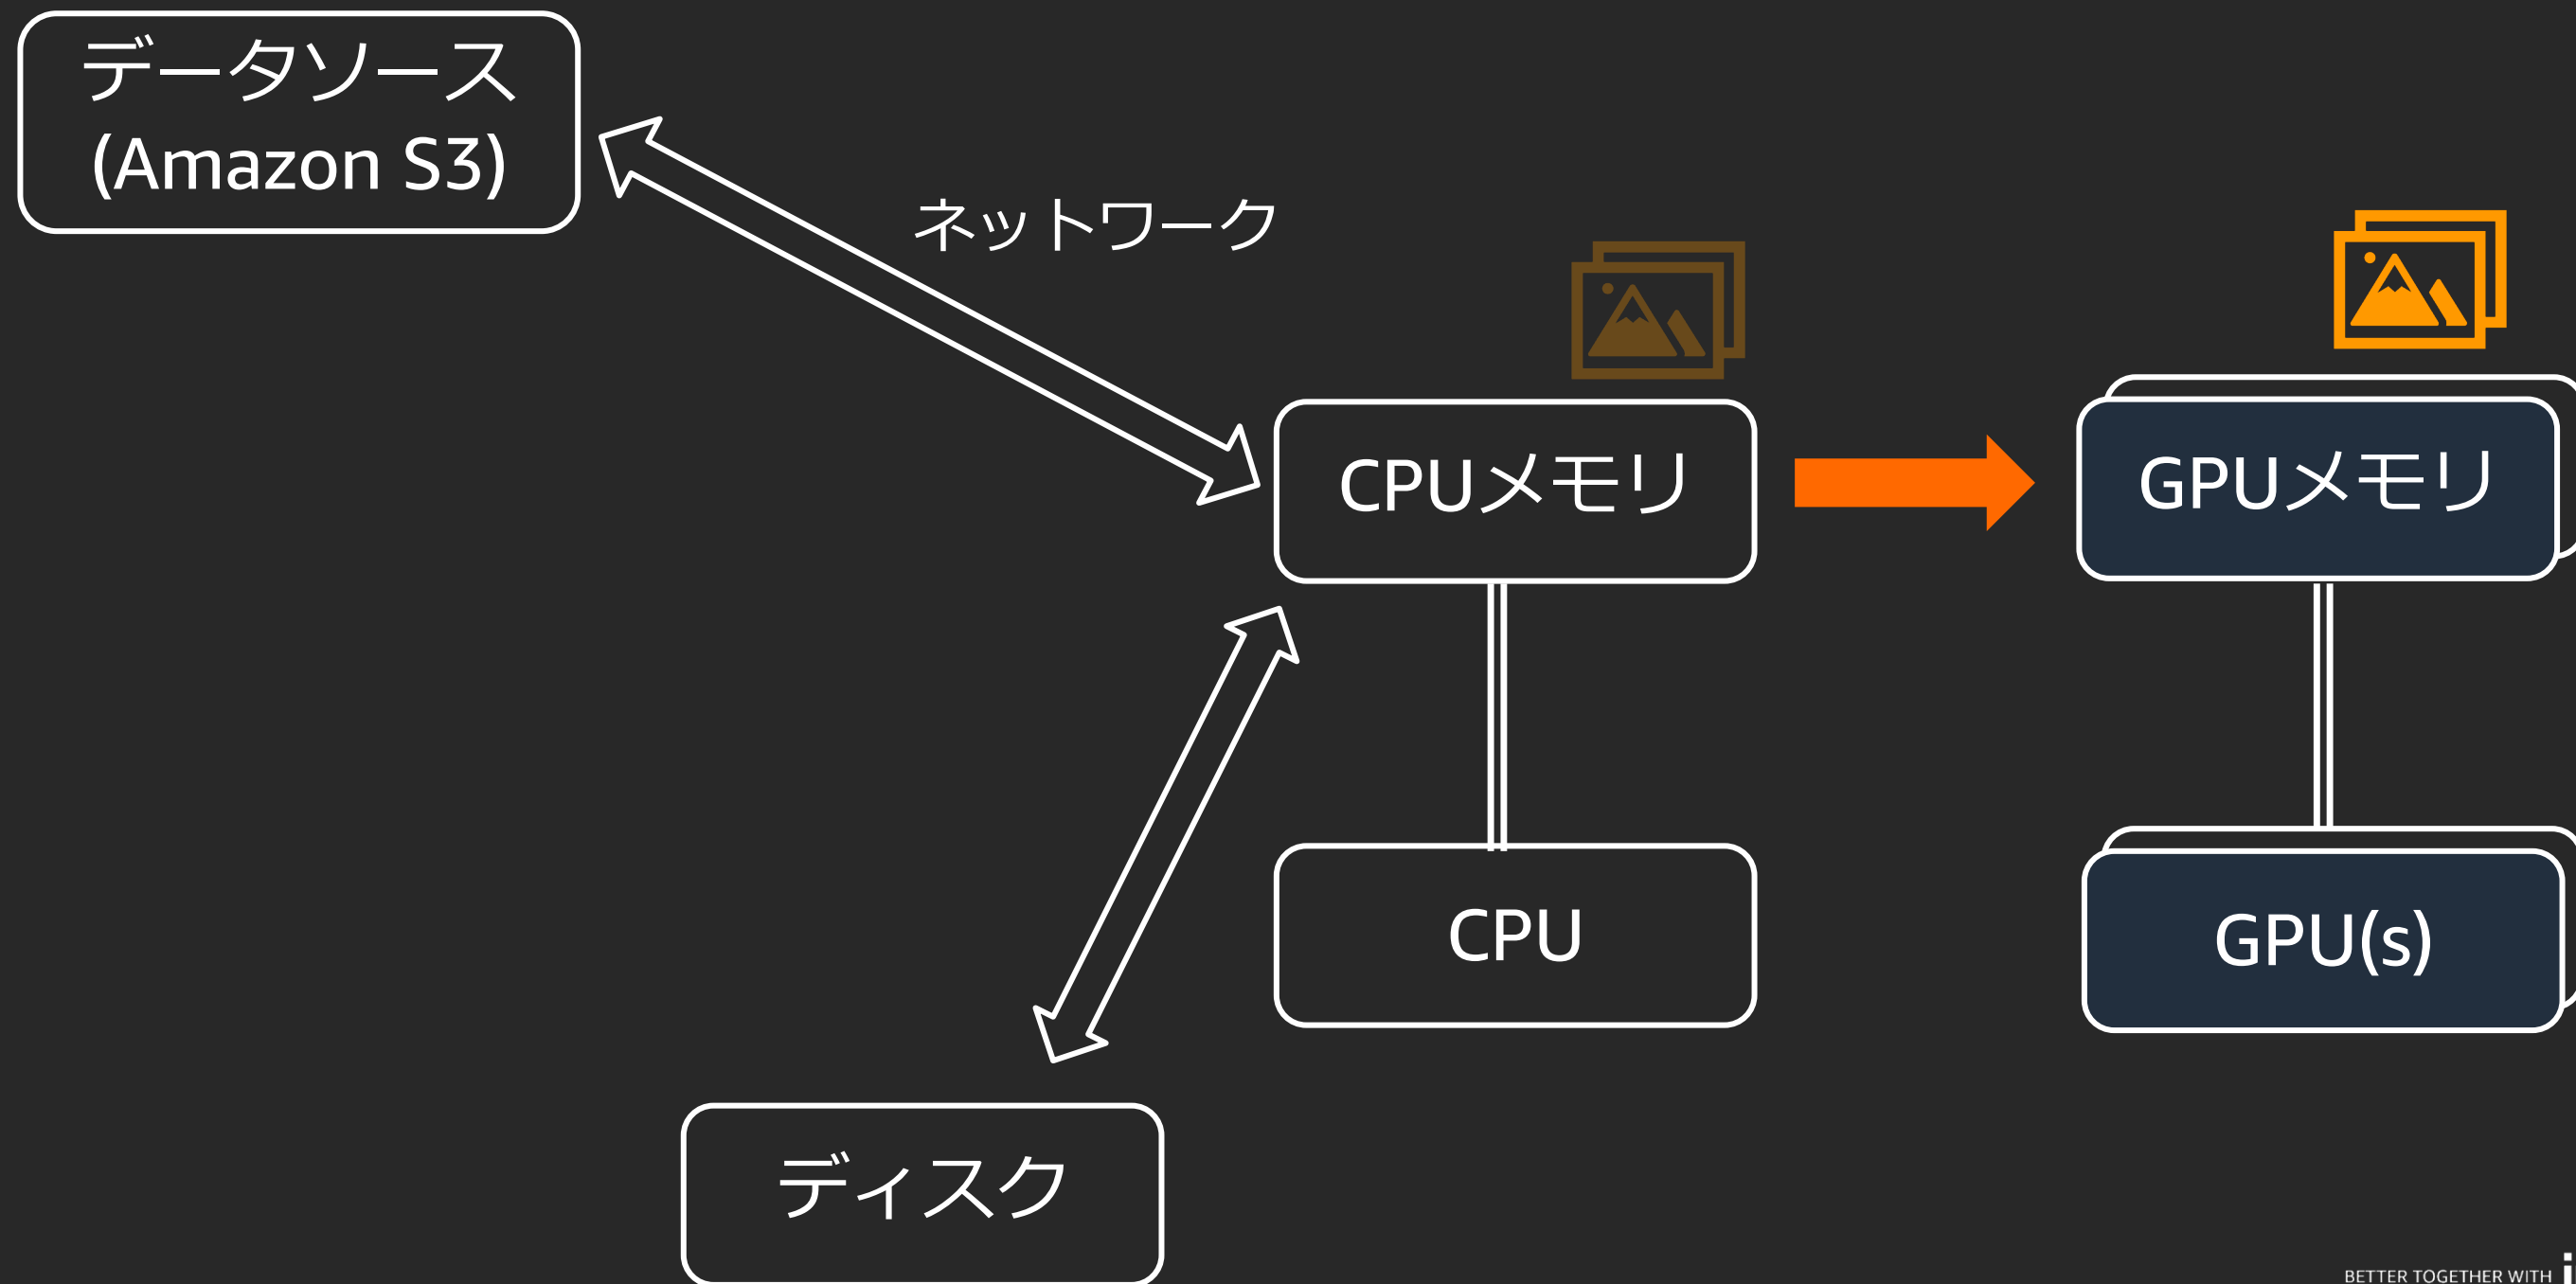 データソース
(Amazon S3)
ネットワーク
CPUメモリ
GPUメモリ
CPU
GPU(s)
ディスク
BETTER TOGETHER WITH